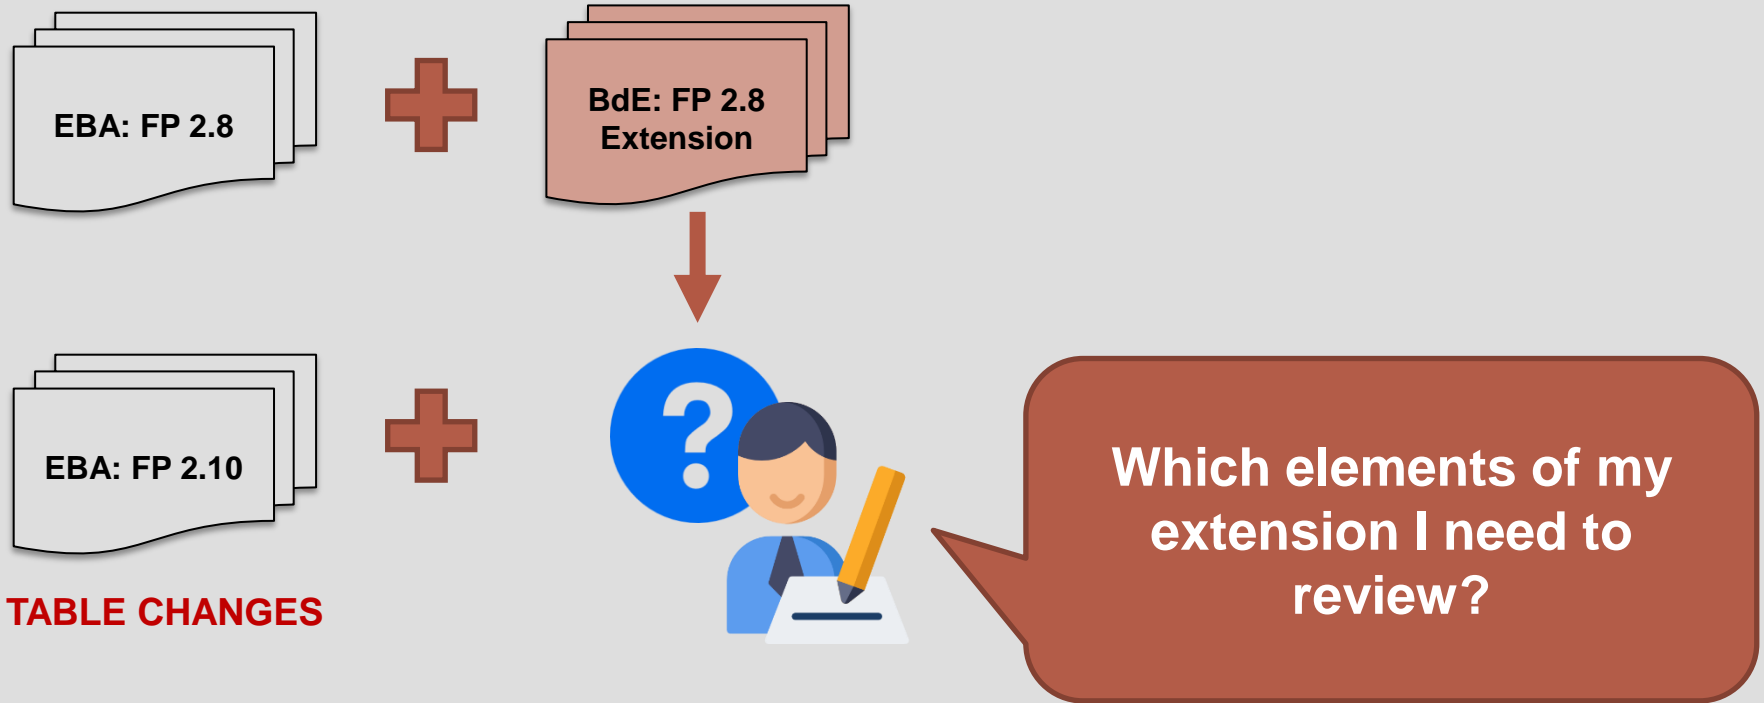 EBA: FP 2.8
BdE: FP 2.8
Extension
?
EBA: FP 2.10
TABLE CHANGES
Which elements of my
extension I need to
review?